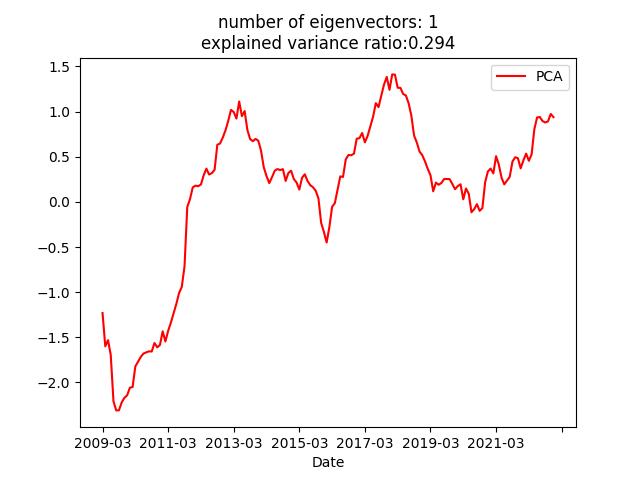 number of eigenvectors: 1
explained variance ratio:0.294
PCA
1.5
1.0
0.5
0.0
−0.5
−1.0
−1.5
−2.0
2009-03 2011-03 2013-03 2015-03 2017-03 2019-03 2021-03
Date